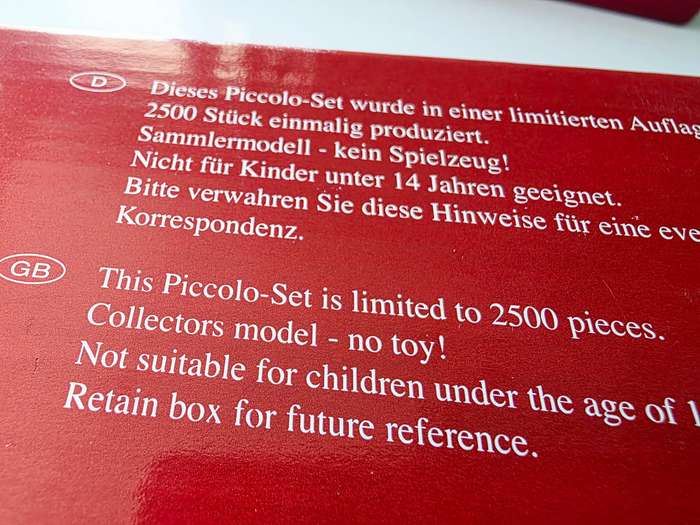 D
Dieses Piccolo-Set wurde in einer limitierten
2500 Stück einmalig produziert.
Sammlermodell - kein Spielzeug!
Nicht für Kinder unter 14 Jahren geeignet.
Bitte verwahren Sie diese Hinweise für eine
Korrespondenz.
GB
This Piccolo-Set is limited to 2500 pieces.
Collectors model - no toy!
Not suitable for children under the age of
Retain box for future reference.